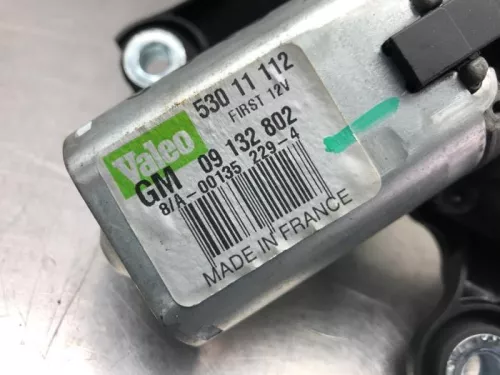 Valeo
530 11 112
FIRST 12V
GM 09 132 802
8/A-00135 229-4
MADE IN FRANCE